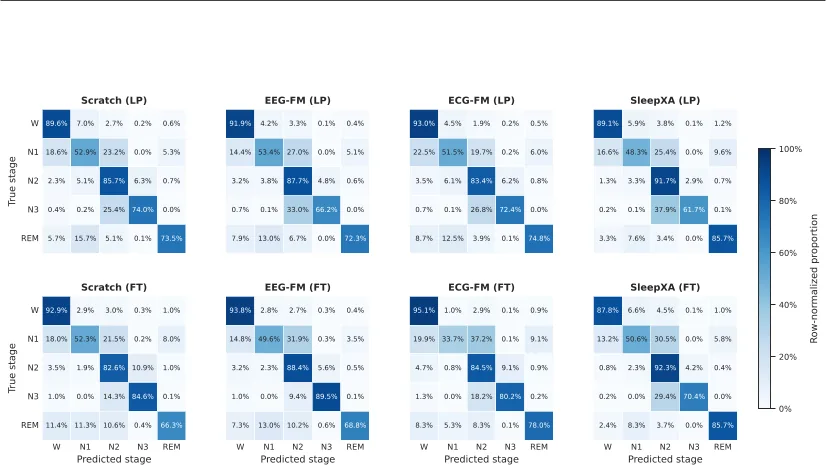 Scratch (LP) EEG-FM (LP) ECG-FM (LP) SleepXA (LP)
W 89.6% 7.0% 2.7% 0.2% 0.6% 91.9% 4.2% 3.3% 0.1% 0.4% 93.0% 4.5% 1.9% 0.2% 0.5% 89.1% 5.9% 3.8% 0.1% 1.2%
N1 18.6% 52.9% 23.2% 0.0% 5.3% 14.4% 53.4% 27.0% 0.0% 5.1% 22.5% 51.5% 19.7% 0.2% 6.0% 16.6% 48.3% 25.4% 0.0% 9.6% 100%
N2 2.3% 5.1% 85.7% 6.3% 0.7% 3.2% 3.8% 87.7% 4.8% 0.6% 3.5% 6.1% 83.4% 6.2% 0.8% 1.3% 3.3% 91.7% 2.9% 0.7%
N3 0.4% 0.2% 25.4% 74.0% 0.0% 0.7% 0.1% 33.0% 66.2% 0.0% 0.7% 0.1% 26.8% 72.4% 0.0% 0.2% 0.1% 37.9% 61.7% 0.1% 80%
REM 5.7% 15.7% 5.1% 0.1% 73.5% 7.9% 13.0% 6.7% 0.0% 72.3% 8.7% 12.5% 3.9% 0.1% 74.8% 3.3% 7.6% 3.4% 0.0% 85.7%
True stage
60%
Scratch (FT) EEG-FM (FT) ECG-FM (FT) SleepXA (FT)
W 92.9% 2.9% 3.0% 0.3% 1.0% 93.8% 2.8% 2.7% 0.3% 0.4% 95.1% 1.0% 2.9% 0.1% 0.9% 87.8% 6.6% 4.5% 0.1% 1.0% 40%
N1 18.0% 52.3% 21.5% 0.2% 8.0% 14.8% 49.6% 31.9% 0.3% 3.5% 19.9% 33.7% 37.2% 0.1% 9.1% 13.2% 50.6% 30.5% 0.0% 5.8%
N2 3.5% 1.9% 82.6% 10.9% 1.0% 3.2% 2.3% 88.4% 5.6% 0.5% 4.7% 0.8% 84.5% 9.1% 0.9% 0.8% 2.3% 92.3% 4.2% 0.4% 20%
N3 1.0% 0.0% 14.3% 84.6% 0.1% 1.0% 0.0% 9.4% 89.5% 0.1% 1.3% 0.0% 18.2% 80.2% 0.2% 0.2% 0.0% 29.4% 70.4% 0.0%
REM 11.4% 11.3% 10.6% 0.4% 66.3% 7.3% 13.0% 10.2% 0.6% 68.8% 8.3% 5.3% 8.3% 0.1% 78.0% 2.4% 8.3% 3.7% 0.0% 85.7% 0%
True stage
W N1 N2 N3 REM W N1 N2 N3 REM W N1 N2 N3 REM W N1 N2 N3 REM
Predicted stage Predicted stage Predicted stage Predicted stage
Row-normalized proportion